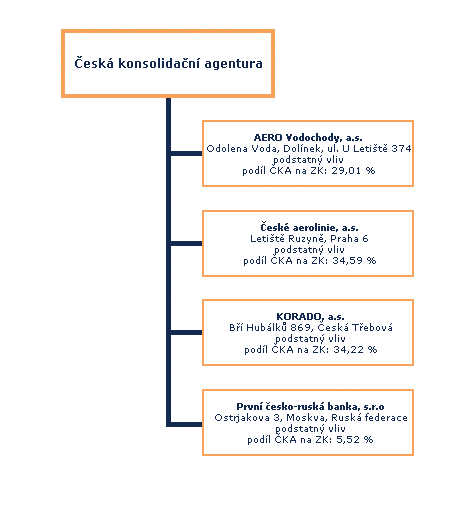 Česká konsolidační agentura
AERO Vodochody, a.s.
Odolena Voda, Dolínek, ul. U Letiště 374
podstatný vliv
podíl ČKA na ZK: 29,01 %
České aerolinie, a.s.
Letiště Ruzyně, Praha 6
podstatný vliv
podíl ČKA na ZK: 34,59 %
KORADO, a.s.
Bří Hubálků 869, Česká Třebová
podstatný vliv
podíl ČKA na ZK: 34,22 %
První česko-ruská banka, s.r.o
Ostrjakova 3, Moskva, Ruská federace
podstatný vliv
podíl ČKA na ZK: 5,52 %